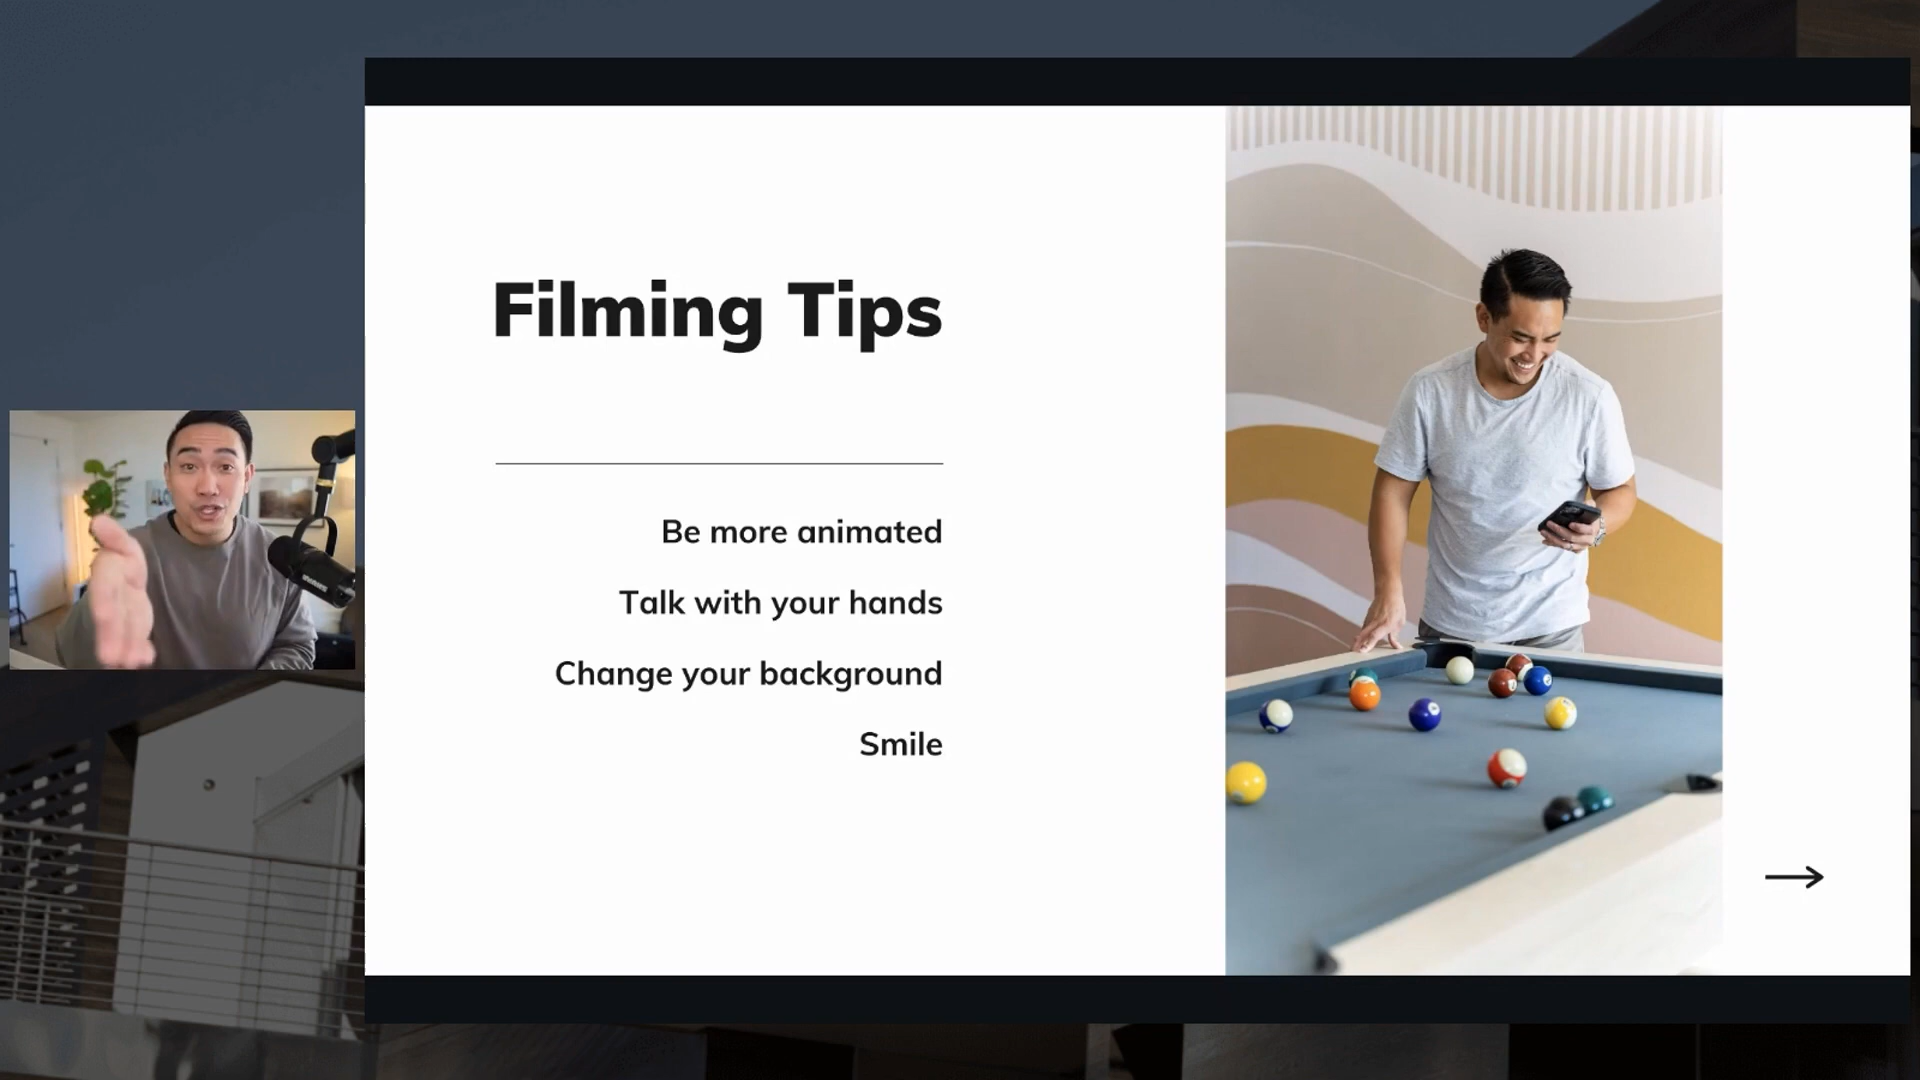 Filming Tips
Be more animated
Talk with your hands
Change your background
Smile